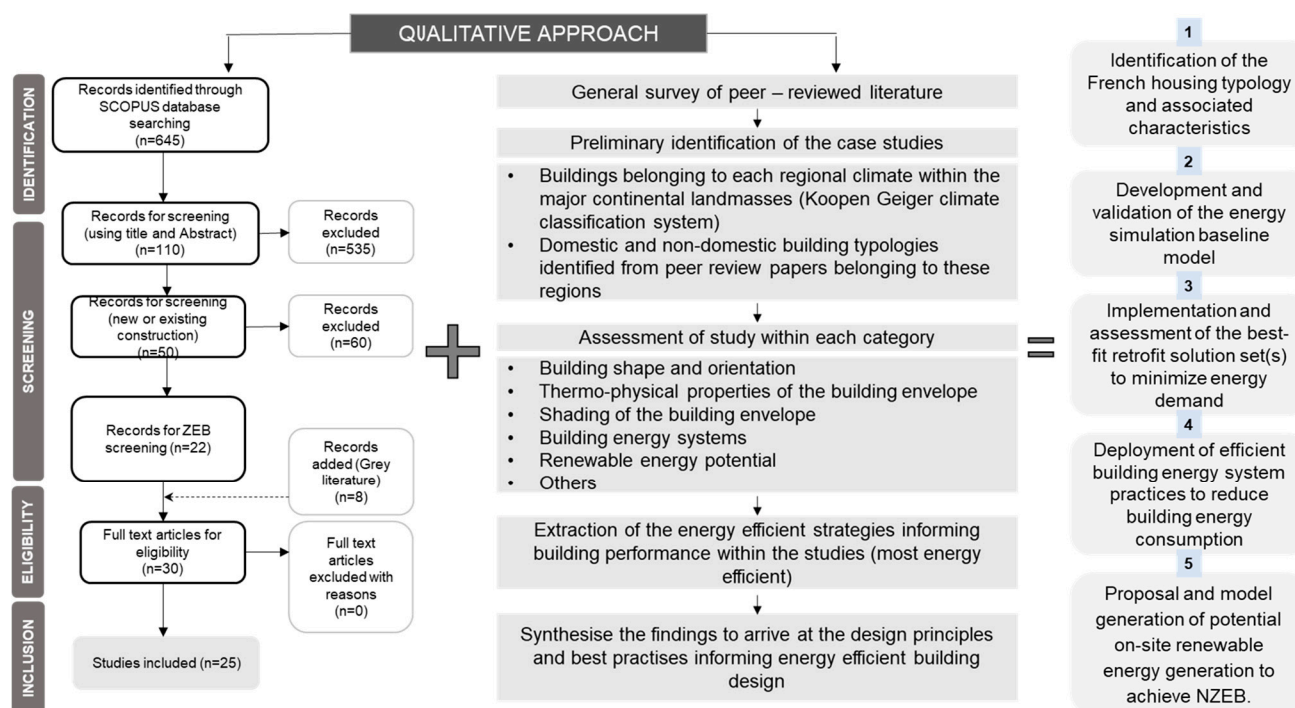 QUALITATIVE APPROACH
IDENTIFICATION
SCREENING
ELIGIBILITY
INCLUSION
Records identified through
SCOPUS database
searching
(n=645)
Records for screening
(using title and Abstract)
(n=110)
Records
excluded
(n=535)
Records for screening
(new or existing
construction)
(n=50)
Records
excluded
(n=60)
Records for ZEB
screening (n=22)
Records
added (Grey
literature)
(n=8)
Full text articles for
eligibility
(n=30)
Full text
articles
excluded with
reasons
(n=0)
Studies included (n=25)
+
General survey of peer – reviewed literature
Preliminary identification of the case studies
• Buildings belonging to each regional climate within the
major continental landmasses (Koopen Geiger climate
classification system)
• Domestic and non-domestic building typologies
identified from peer review papers belonging to these
regions
Assessment of study within each category
• Building shape and orientation
• Thermo-physical properties of the building envelope
• Shading of the building envelope
• Building energy systems
• Renewable energy potential
• Others
Extraction of the energy efficient strategies informing
building performance within the studies (most energy
efficient)
Synthesise the findings to arrive at the design principles
and best practises informing energy efficient building
design
=
1
Identification of the
French housing typology
and associated
characteristics
2
Development and
validation of the energy
simulation baseline
model
3
Implementation and
assessment of the best-
fit retrofit solution set(s)
to minimize energy
demand
4
Deployment of efficient
building energy system
practices to reduce
building energy
consumption
5
Proposal and model
generation of potential
on-site renewable
energy generation to
achieve NZEB.